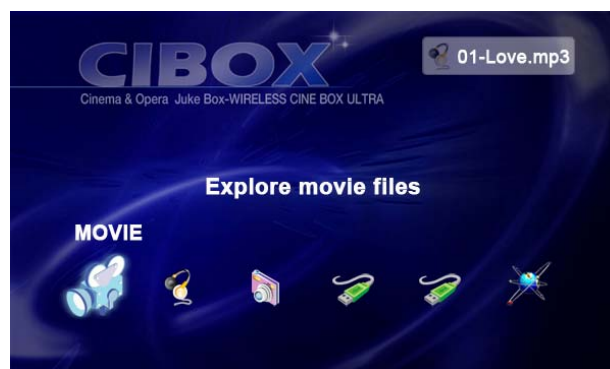 CIBOX
01-Love.mp3
Cinema & Opera Juke Box-WIRELESS CINE BOX ULTRA
Explore movie files
MOVIE